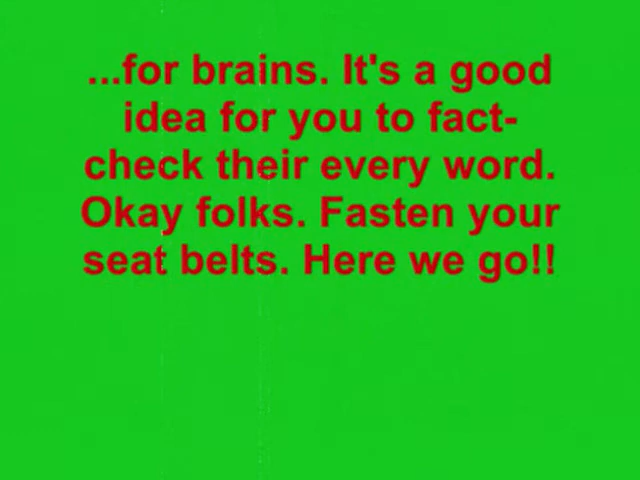 ...for brains. It's a good
idea for you to fact-
check their every word.
Okay folks. Fasten your
seat belts. Here we go!!